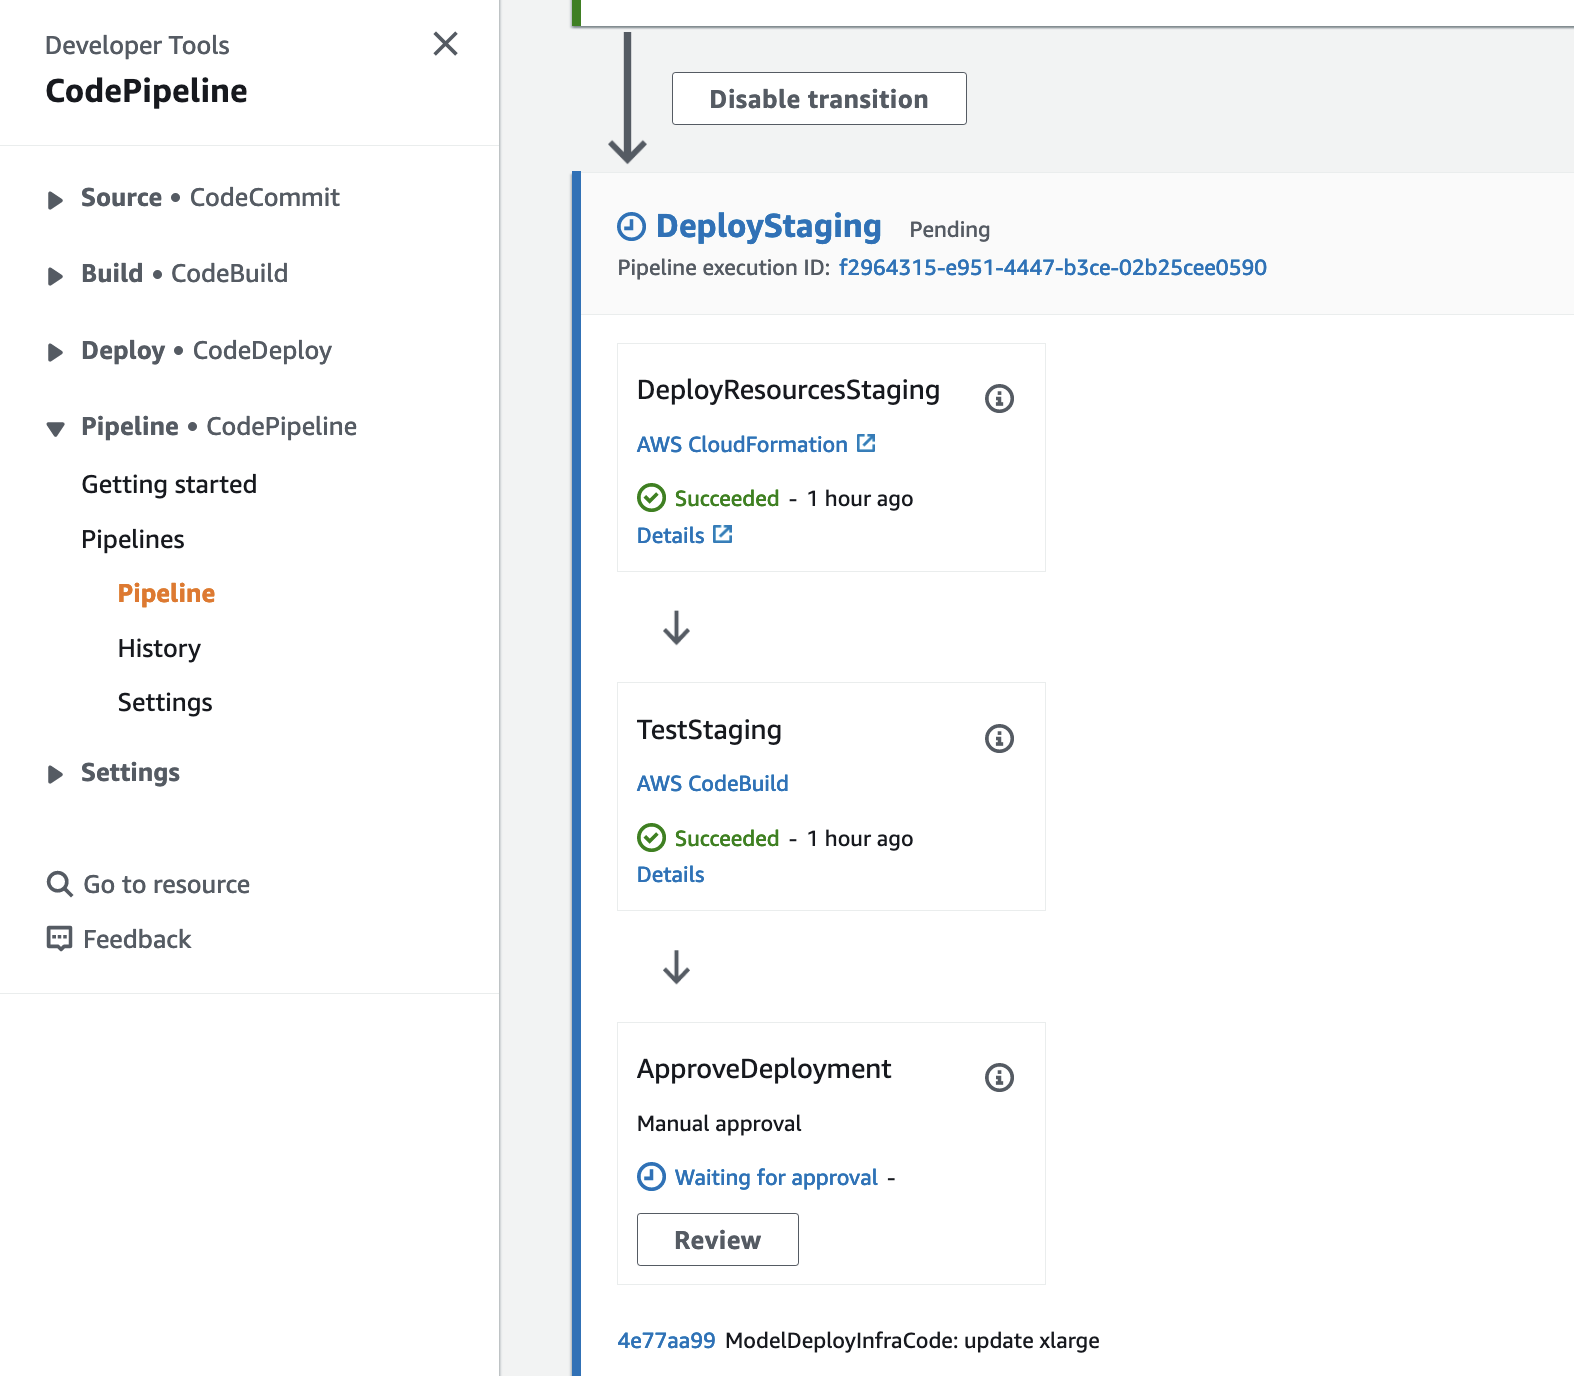 Developer Tools
CodePipeline
Source • CodeCommit
Build • CodeBuild
Deploy • CodeDeploy
Pipeline • CodePipeline
Getting started
Pipelines
Pipeline
History
Settings
Settings
Go to resource
Feedback
Disable transition
DeployStaging Pending
Pipeline execution ID: f2964315-e951-4447-b3ce-02b25cee0590
DeployResourcesStaging
AWS CloudFormation
Succeeded - 1 hour ago
Details
TestStaging
AWS CodeBuild
Succeeded - 1 hour ago
Details
ApproveDeployment
Manual approval
Waiting for approval -
Review
4e77aa99 ModelDeployInfraCode: update xlarge